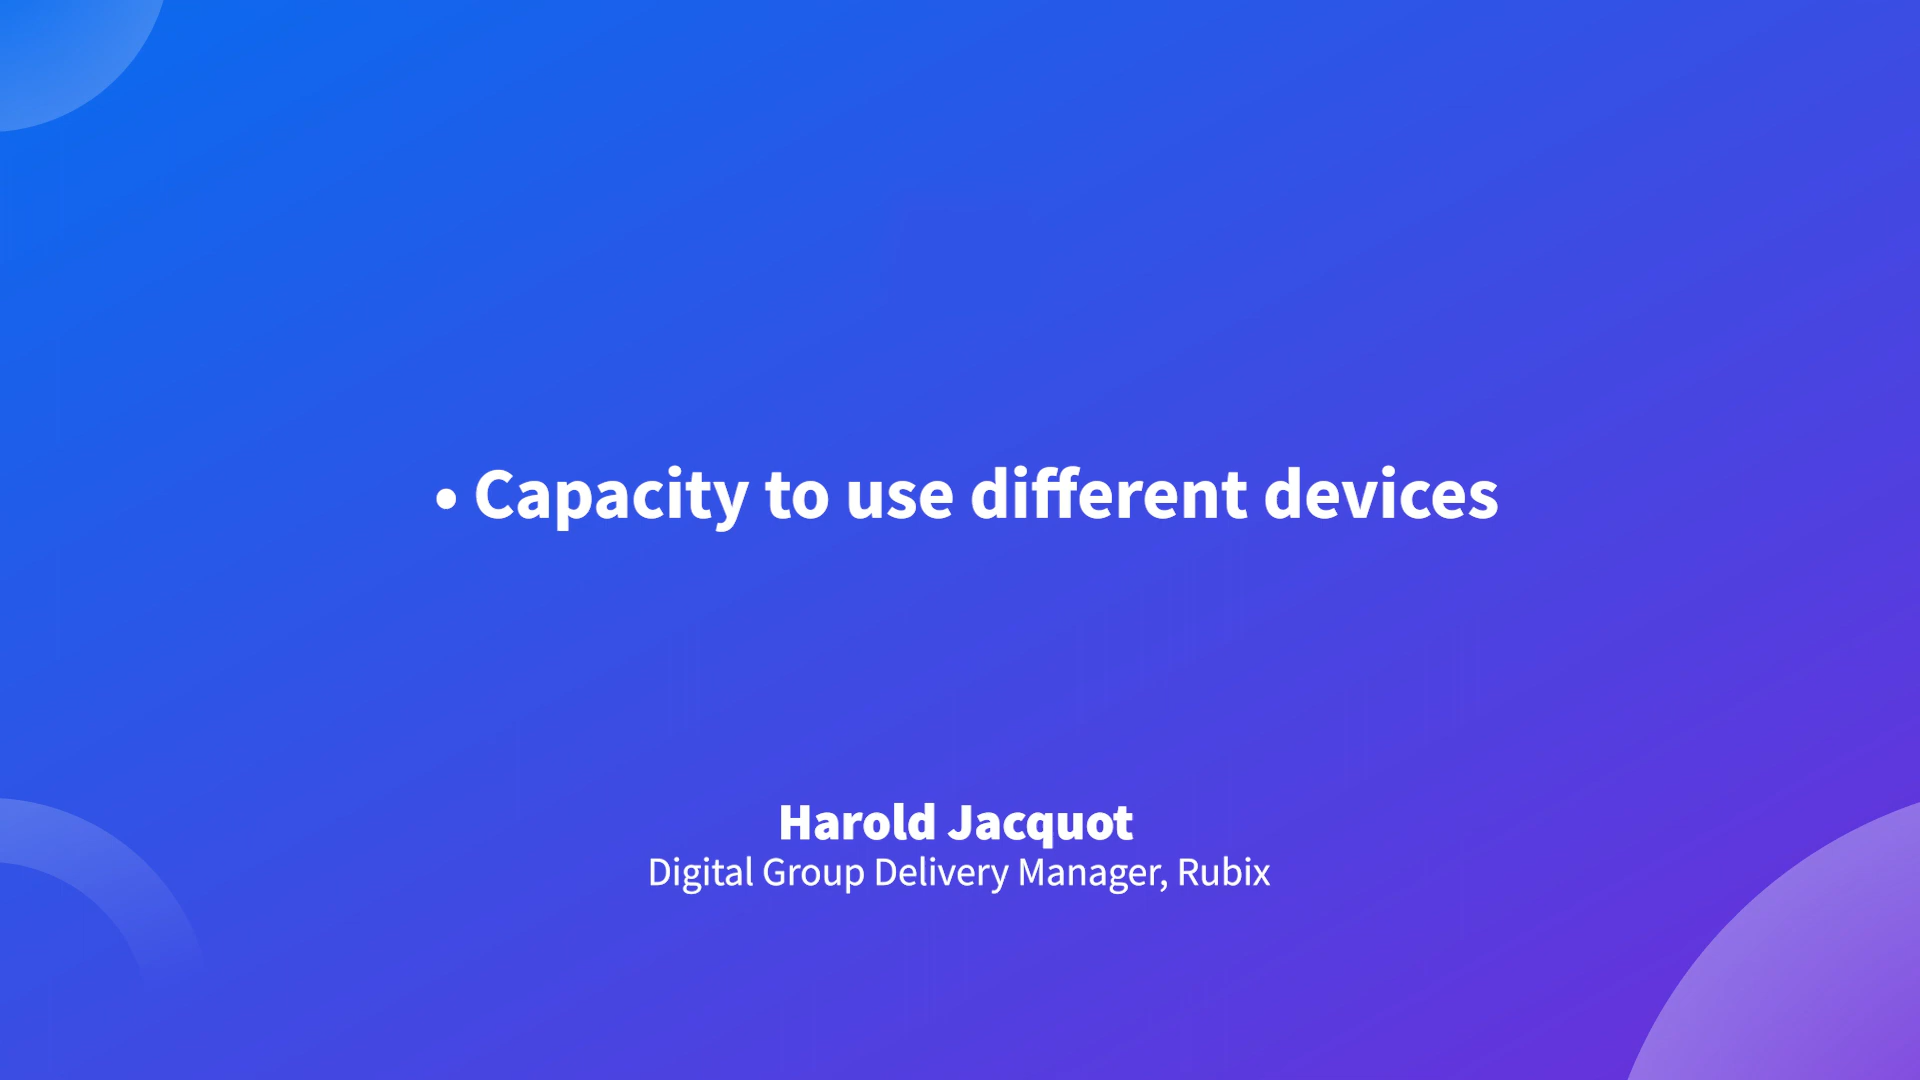 • Capacity to use different devices
Harold Jacquot
Digital Group Delivery Manager, Rubix